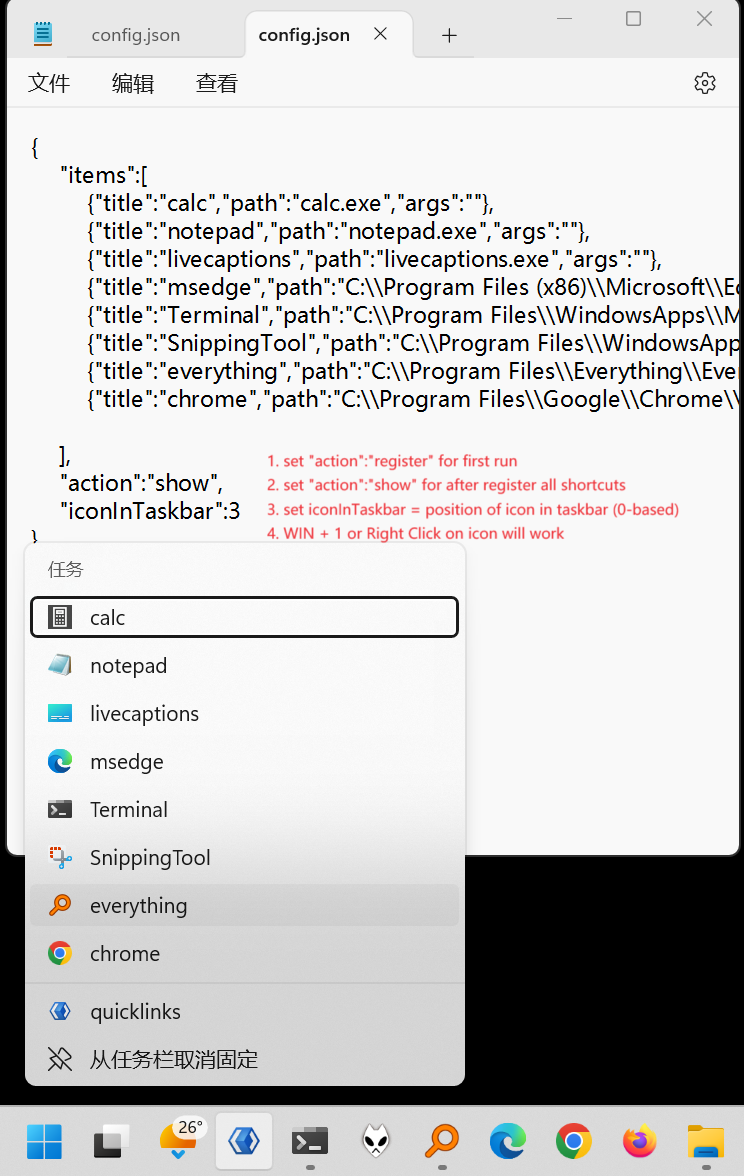 config.json
config.json
文件 编辑 查看
{
"items":[
{"title":"calc","path":"calc.exe","args":""},
{"title":"notepad","path":"notepad.exe","args":""},
{"title":"livecaptions","path":"livecaptions.exe","args":""},
{"title":"msedge","path":"C:\\Program Files (x86)\\Microsoft\\Ed
{"title":"Terminal","path":"C:\\Program Files\\WindowsApps\\M
{"title":"SnippingTool","path":"C:\\Program Files\\WindowsApp
{"title":"everything","path":"C:\\Program Files\\Everything\\Eve
{"title":"chrome","path":"C:\\Program Files\\Google\\Chrome\\
],
"action":"show",
"iconInTaskbar":3
}
1. set "action":"register" for first run
2. set "action":"show" for after register all shortcuts
3. set iconInTaskbar = position of icon in taskbar (0-based)
4. WIN + 1 or Right Click on icon will work
任务
calc
notepad
livecaptions
msedge
Terminal
SnippingTool
everything
chrome
quicklinks
从任务栏取消固定
26°